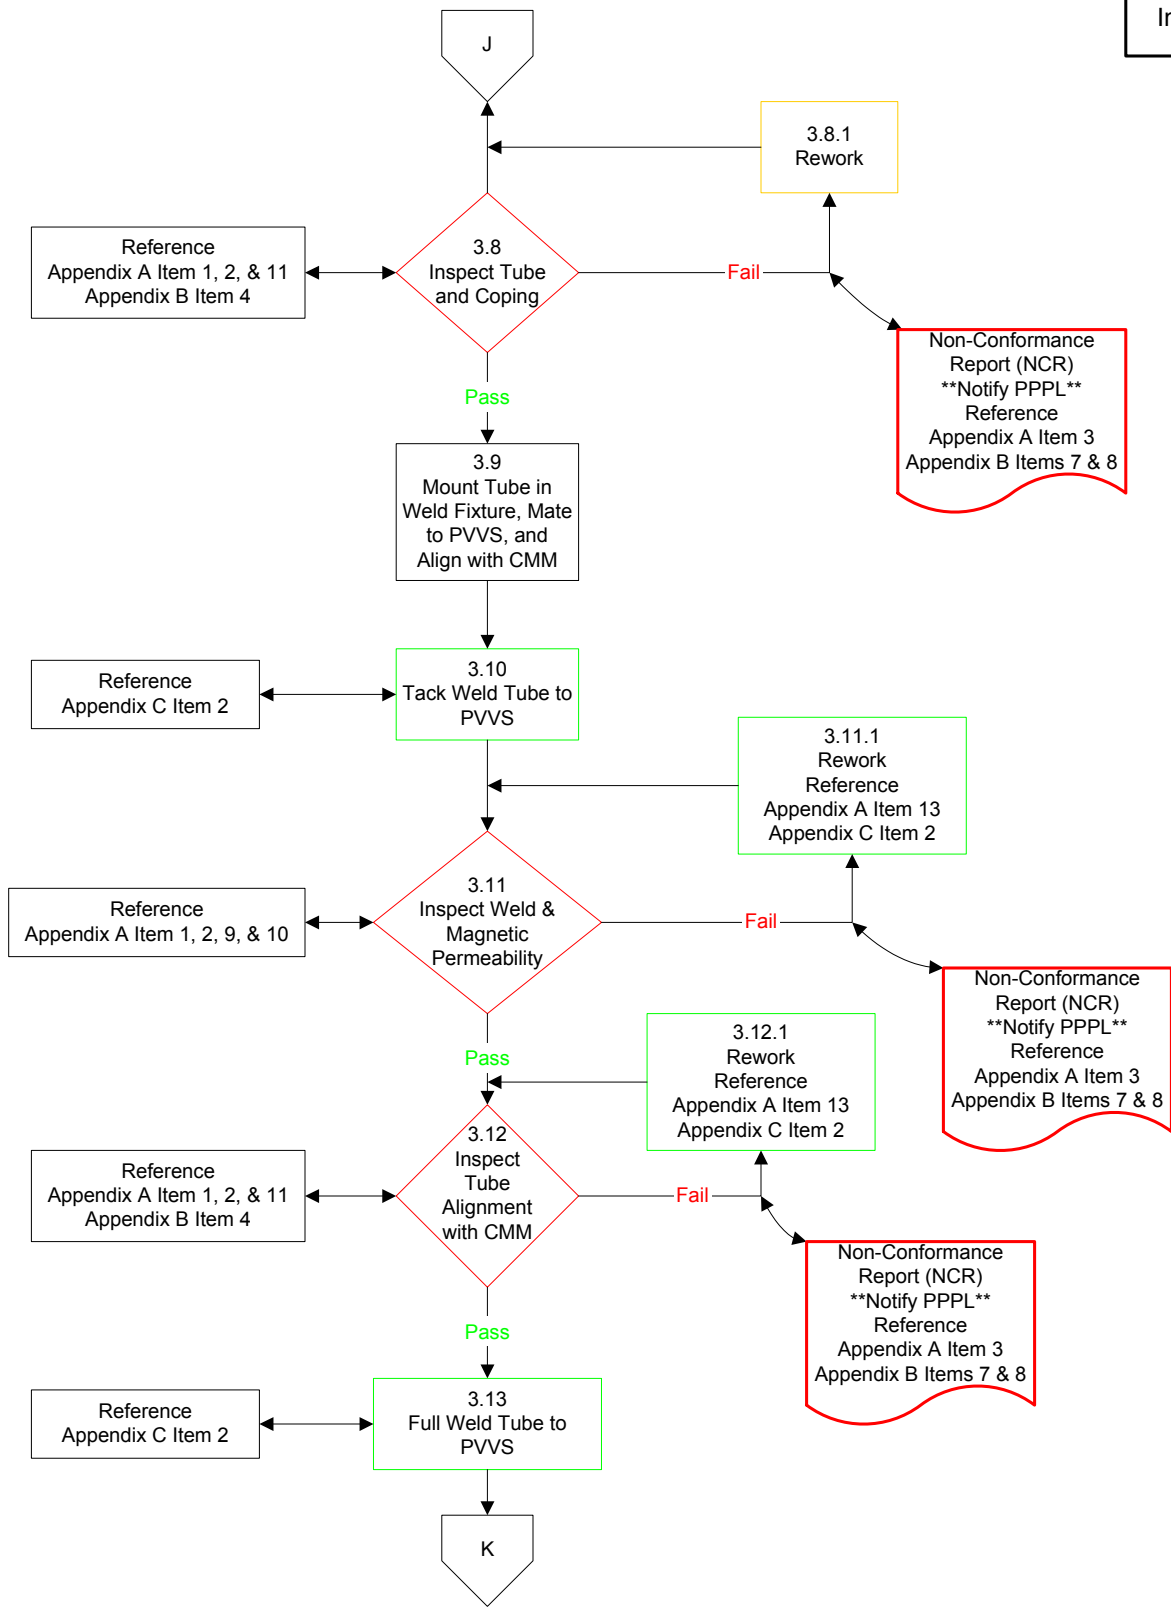 In
J
3.8.1
Rework
Reference
Appendix A Item 1, 2, & 11
Appendix B Item 4
3.8
Inspect Tube
and Coping
Fail
Non-Conformance
Report (NCR)
**Notify PPPL**
Reference
Appendix A Item 3
Appendix B Items 7 & 8
Pass
3.9
Mount Tube in
Weld Fixture, Mate
to PVVS, and
Align with CMM
Reference
Appendix C Item 2
3.10
Tack Weld Tube to
PVVS
3.11.1
Rework
Reference
Appendix A Item 13
Appendix C Item 2
Reference
Appendix A Item 1, 2, 9, & 10
3.11
Inspect Weld &
Magnetic
Permeability
Fail
Non-Conformance
Report (NCR)
**Notify PPPL**
Reference
Appendix A Item 3
Appendix B Items 7 & 8
Pass
3.12.1
Rework
Reference
Appendix A Item 13
Appendix C Item 2
Reference
Appendix A Item 1, 2, & 11
Appendix B Item 4
3.12
Inspect
Tube
Alignment
with CMM
Fail
Non-Conformance
Report (NCR)
**Notify PPPL**
Reference
Appendix A Item 3
Appendix B Items 7 & 8
Pass
Reference
Appendix C Item 2
3.13
Full Weld Tube to
PVVS
K